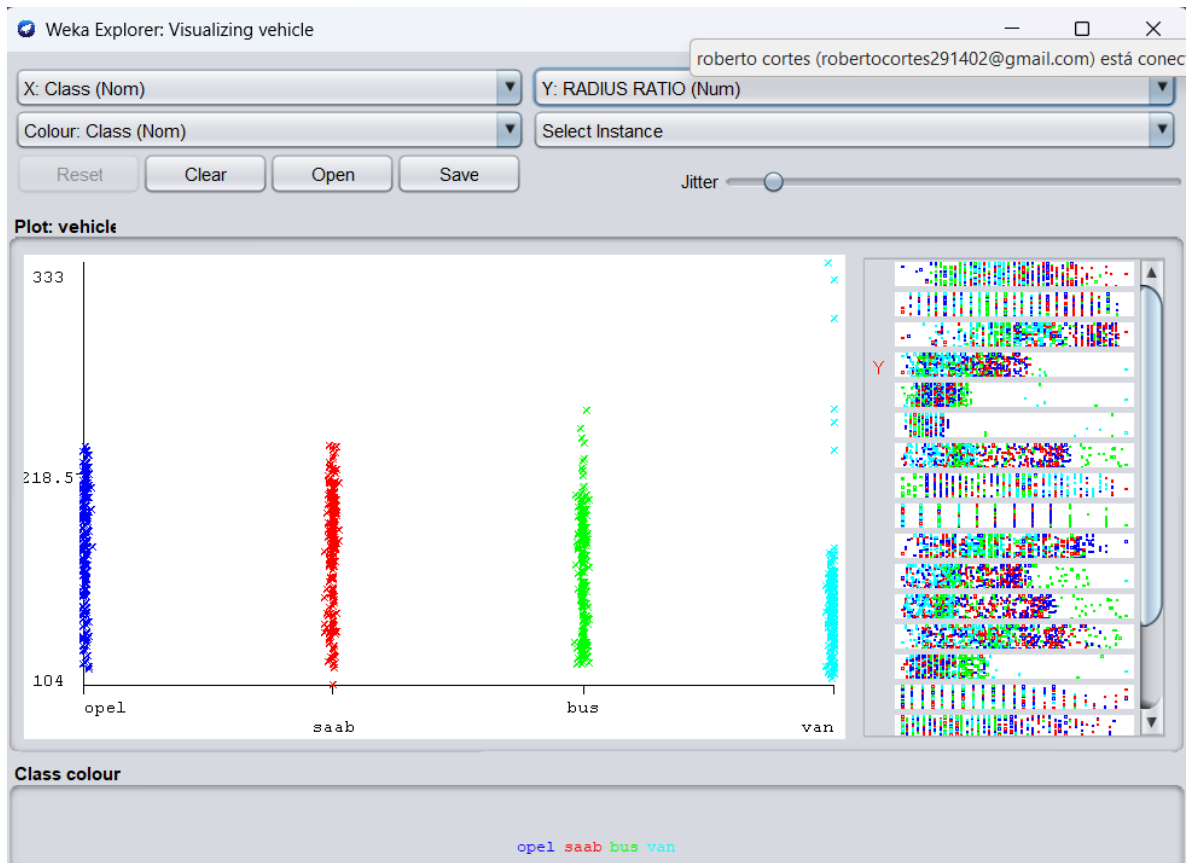 Weka Explorer: Visualizing vehicle
roberto cortes (robertocortes291402@gmail.com) está conec
X: Class (Nom)
Y: RADIUS RATIO (Num)
Colour: Class (Nom)
Select Instance
Reset
Clear
Open
Save
Jitter
Plot: vehicle
333
218.5
104
opel
saab
bus
van
Y
Class colour
opel saab bus van